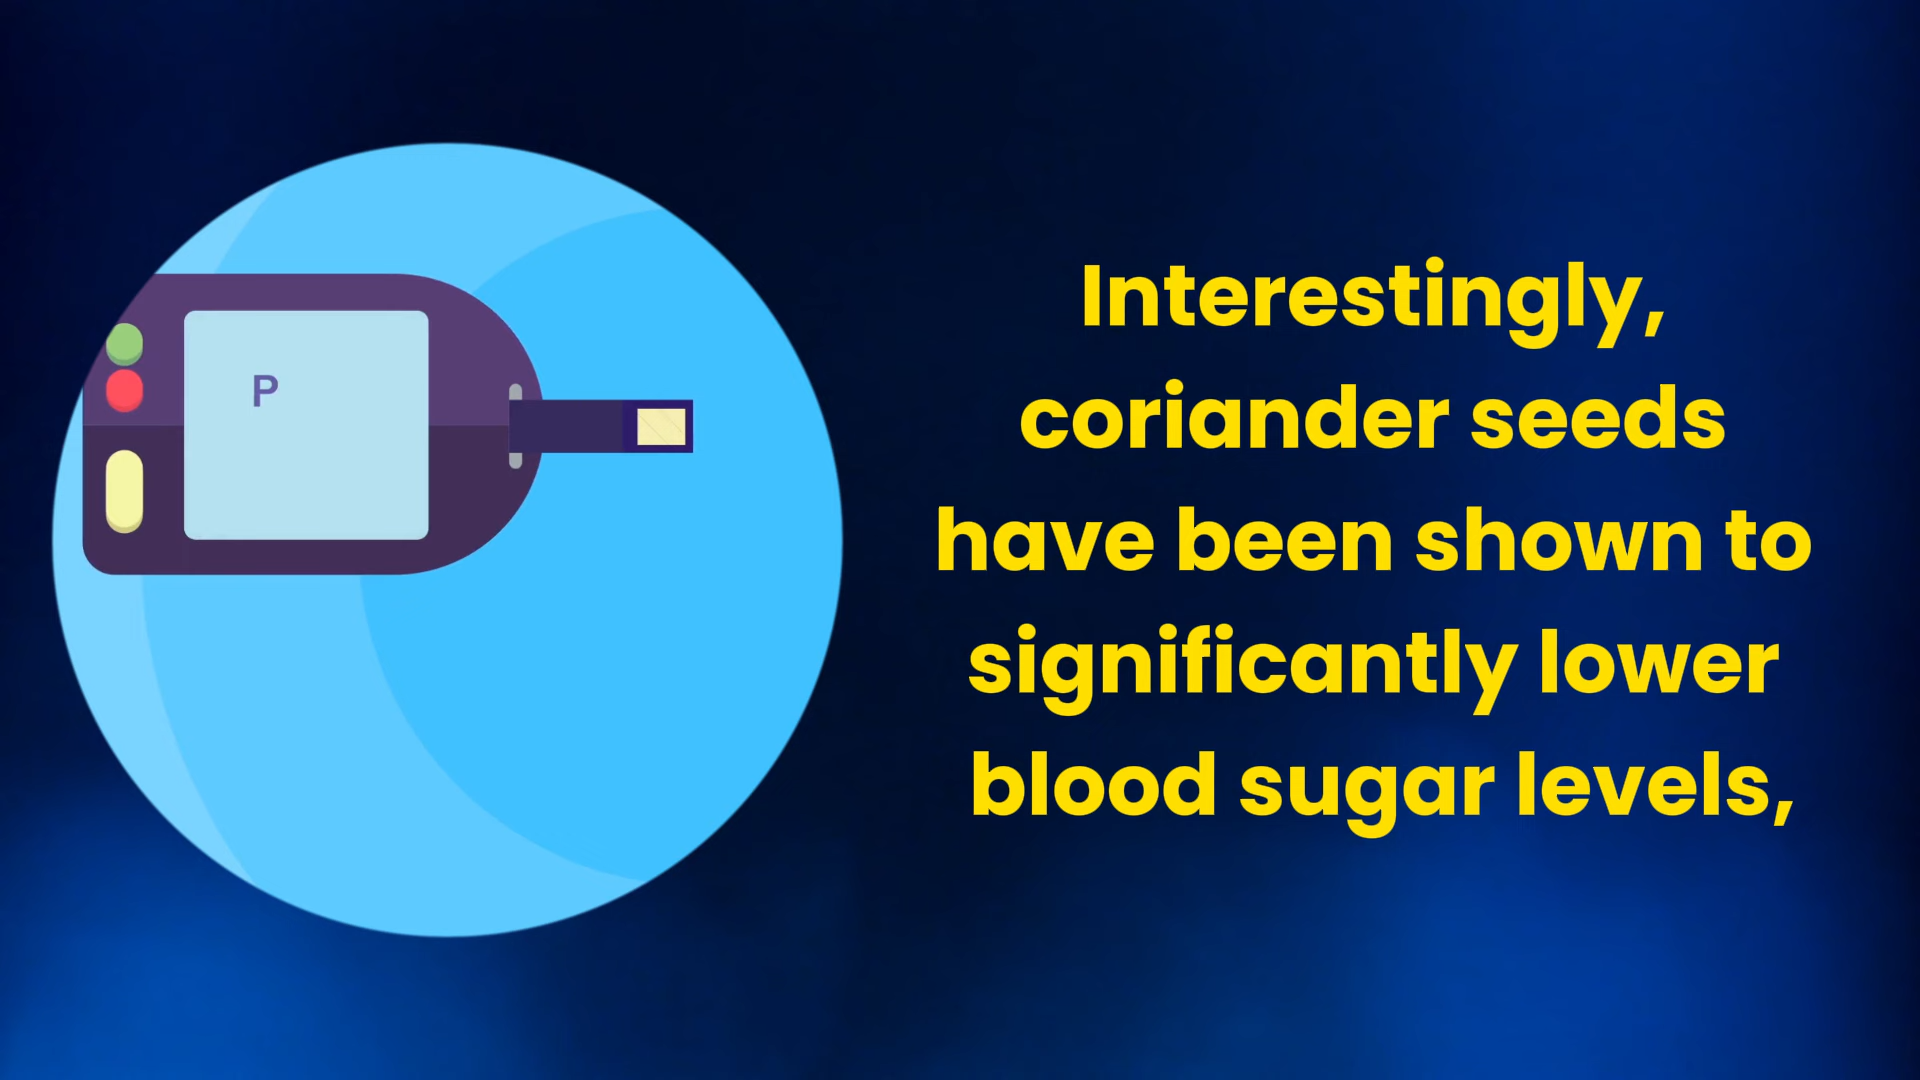 P
Interestingly,
coriander seeds
have been shown to
significantly lower
blood sugar levels,